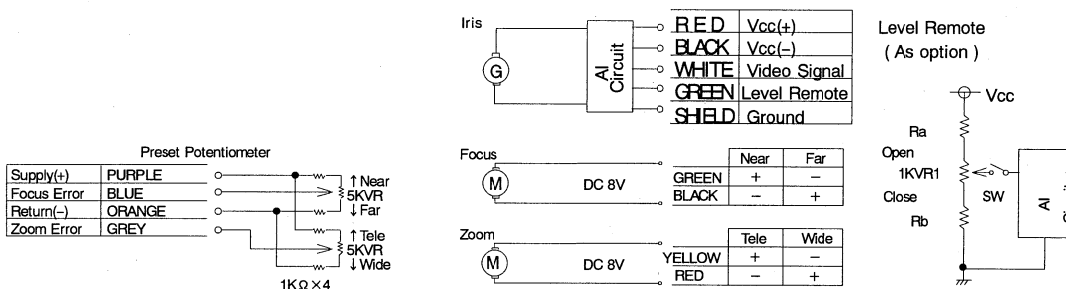 Preset Potentiometer
Supply(+) PURPLE
Focus Error BLUE
Return(-) ORANGE
Zoom Error GREY
↑ Near
5KVR
↓ Far
↑ Tele
5KVR
↓ Wide
1KΩ×4
Iris
G
AI
Circuit
RED Vcc(+)
BLACK Vcc(-)
WHITE Video Signal
GREEN Level Remote
SHIELD Ground
Focus
M
DC 8V
Near Far
GREEN + -
BLACK - +
Zoom
M
DC 8V
Tele Wide
YELLOW + -
RED - +
Level Remote
( As option )
Vcc
Ra
Open
1KVR1
Close
SW
Rb
AI